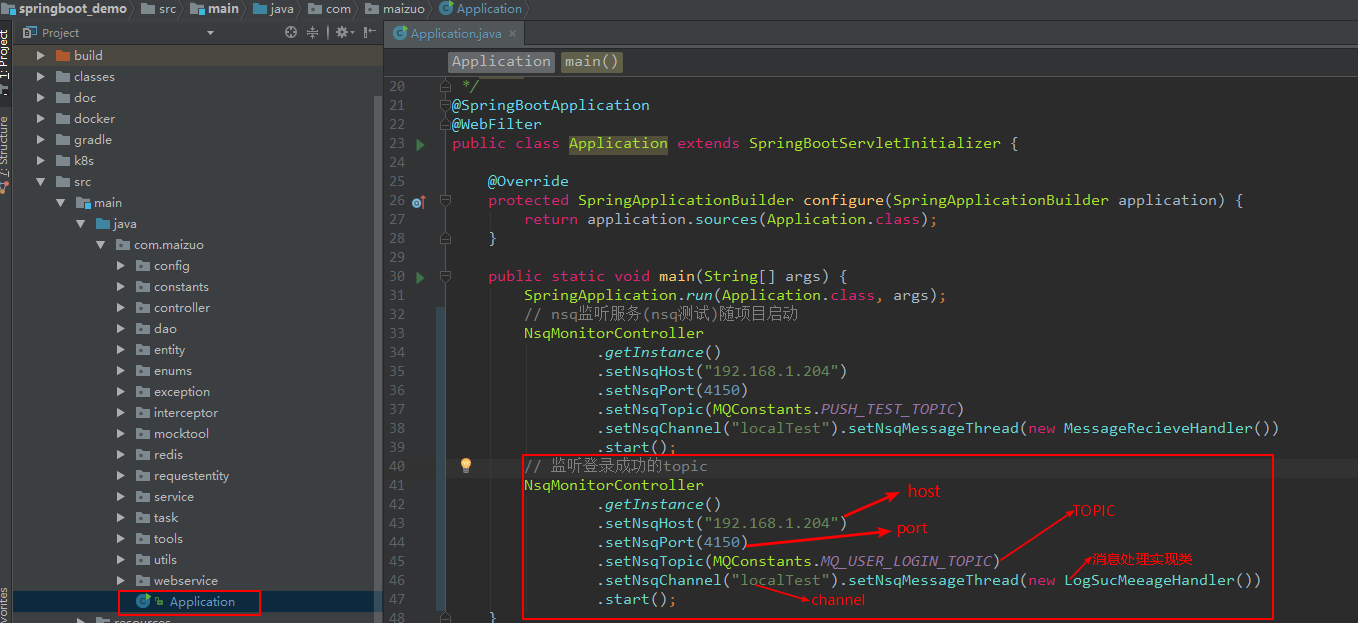 springboot_demo src main java com maizuo Application
Project
Application.java
1: Project
Application main()
build
classes
doc
docker
gradle
k8s
src
main
java
com.maizuo
config
constants
controller
dao
entity
enums
exception
interceptor
mocktool
redis
requestentity
service
task
tools
utils
webservice
Application
resources
20 */
21 @SpringBootApplication
22 @WebFilter
23 public class Application extends SpringBootServletInitializer {
24
25 @Override
26 protected SpringApplicationBuilder configure(SpringApplicationBuilder application) {
27 return application.sources(Application.class);
28 }
29
30 public static void main(String[] args) {
31 SpringApplication.run(Application.class, args);
32 // nsq监听服务(nsq测试)随项目启动
33 NsqMonitorController
34 .getInstance()
35 .setNsqHost("192.168.1.204")
36 .setNsqPort(4150)
37 .setNsqTopic(MQConstants.PUSH_TEST_TOPIC)
38 .setNsqChannel("localTest").setNsqMessageThread(new MessageRecieveHandler())
39 .start();
40 // 监听登录成功的topic
41 NsqMonitorController
42 .getInstance()
host
43 .setNsqHost("192.168.1.204")
TOPIC
port
44 .setNsqPort(4150)
45 .setNsqTopic(MQConstants.MQ_USER_LOGIN_TOPIC)
消息处理实现类
46 .setNsqChannel("localTest").setNsqMessageThread(new LogSucMeeageHandler())
47 .start();
channel
48 }
Structure